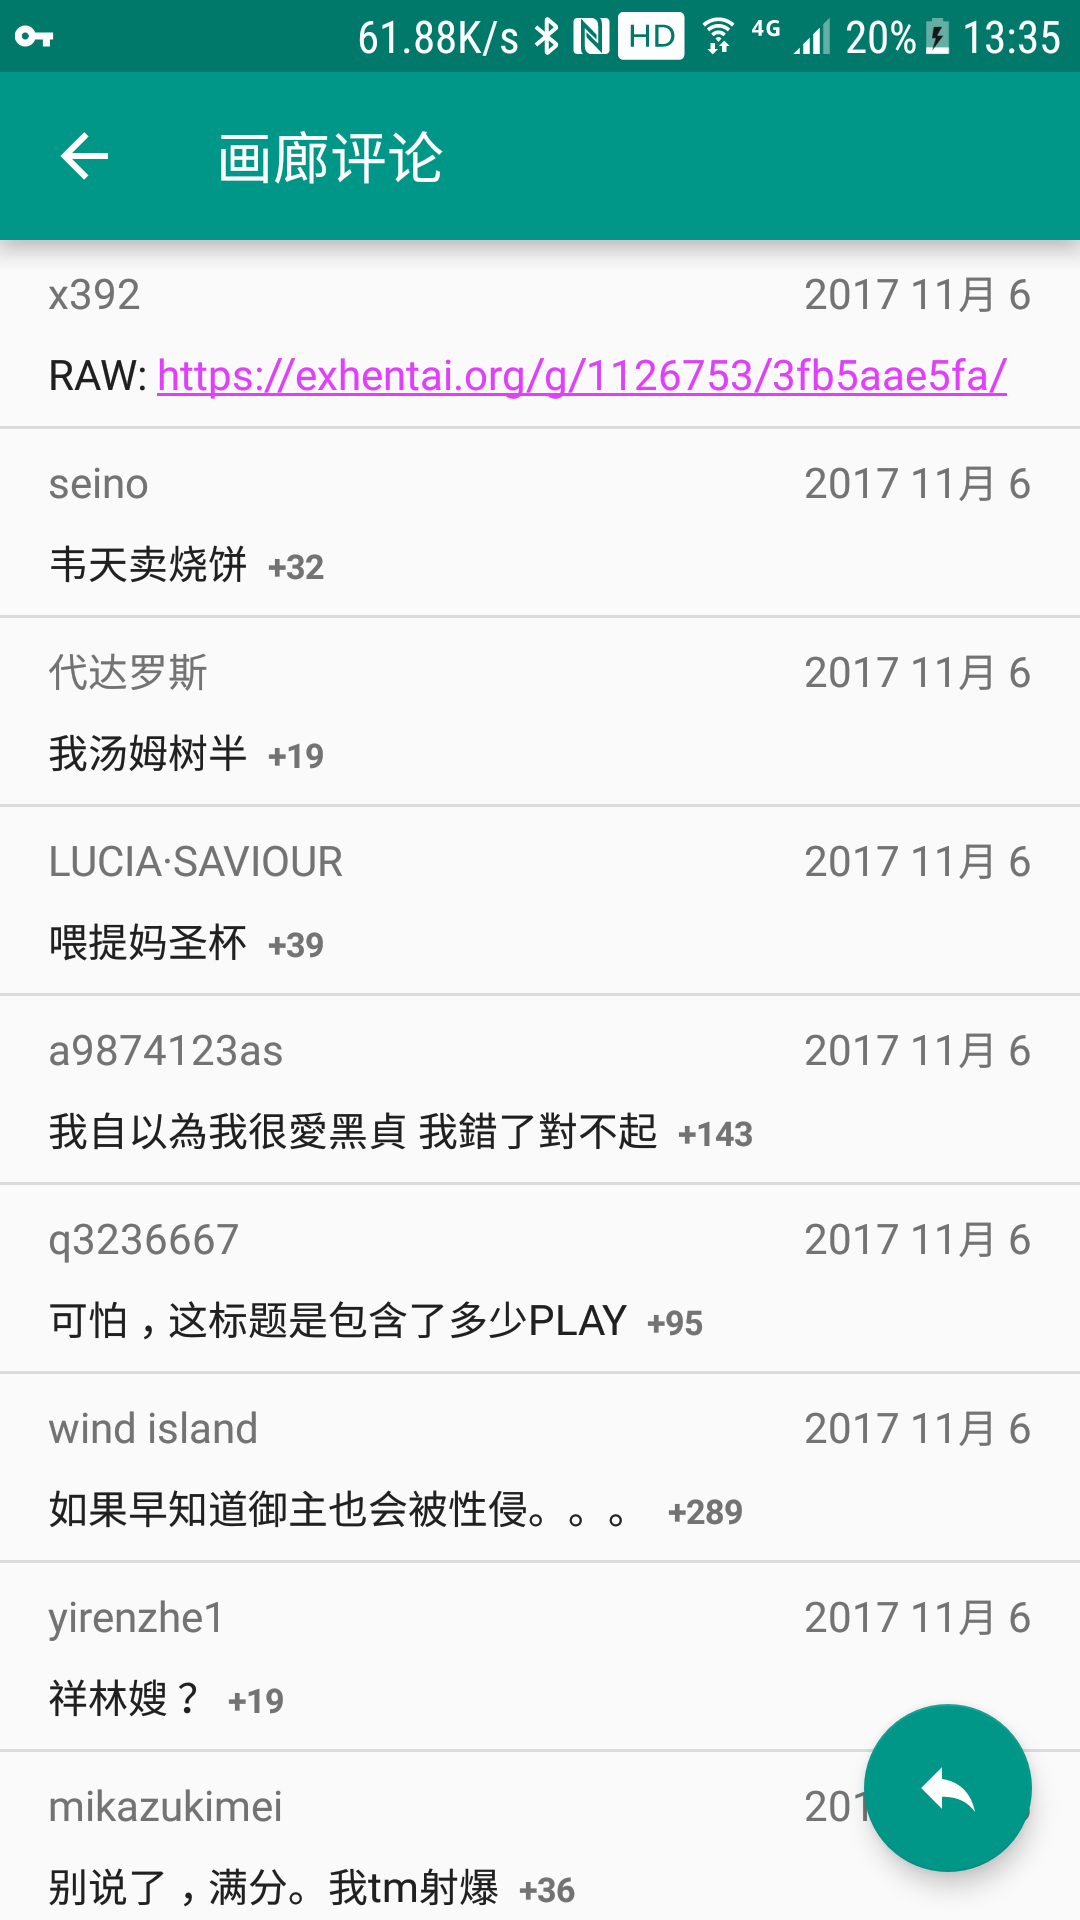 61.88K/s HD 4G 20% 13:35
画廊评论
x392 2017 11月 6
RAW: https://exhentai.org/g/1126753/3fb5aae5fa/
seino 2017 11月 6
韦天卖烧饼 +32
代达罗斯 2017 11月 6
我汤姆树半 +19
LUCIA·SAVIOUR 2017 11月 6
喂提妈圣杯 +39
a9874123as 2017 11月 6
我自以為我很愛黑貞 我錯了對不起 +143
q3236667 2017 11月 6
可怕，这标题是包含了多少PLAY +95
wind island 2017 11月 6
如果早知道御主也会被性侵。。。 +289
yirenzhe1 2017 11月 6
祥林嫂？ +19
mikazukimei
别说了，满分。我tm射爆 +36